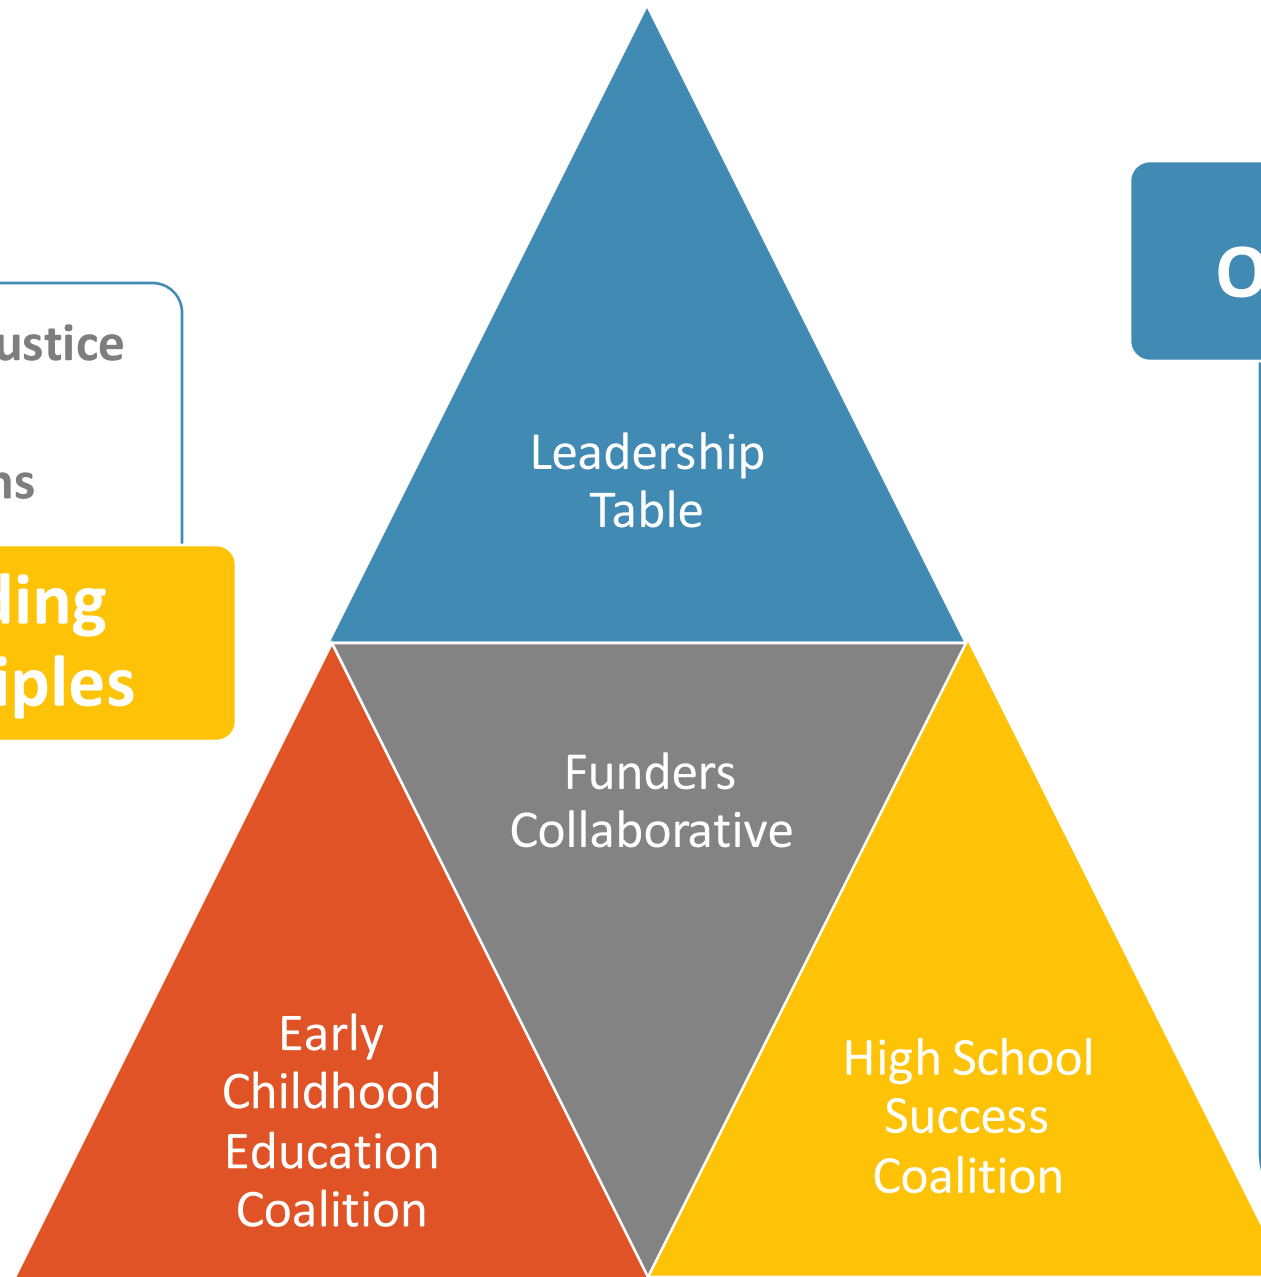 ustice
ns
ding
iples
O
Leadership
Table
Funders
Collaborative
Early
Childhood
Education
Coalition
High School
Success
Coalition